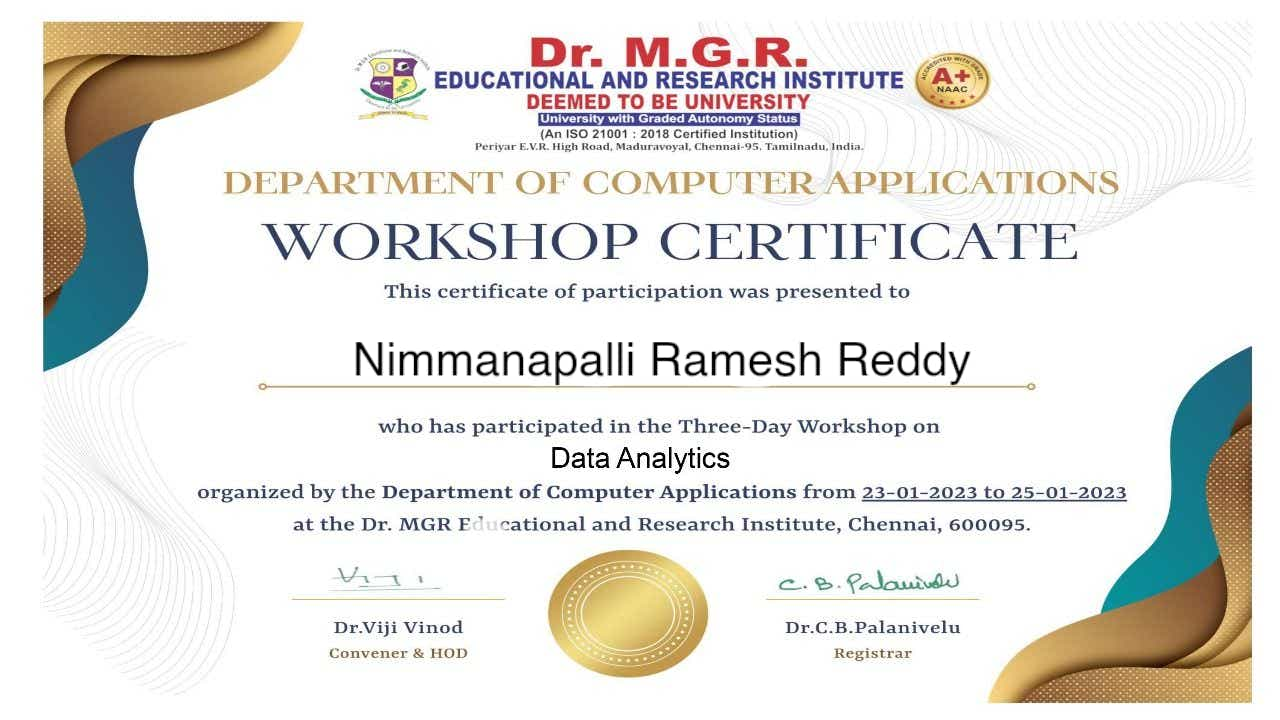 Dr. M.G.R.
EDUCATIONAL AND RESEARCH INSTITUTE
DEEMED TO BE UNIVERSITY
University with Graded Autonomy Status
(An ISO 21001 : 2018 Certified Institution)
Periyar E.V.R. High Road, Maduravoyal, Chennai-95. Tamilnadu, India.
ACCREDITED WITH GRADE
A+
NAAC
DEPARTMENT OF COMPUTER APPLICATIONS
WORKSHOP CERTIFICATE
This certificate of participation was presented to
Nimmanapalli Ramesh Reddy
who has participated in the Three-Day Workshop on
Data Analytics
organized by the Department of Computer Applications from 23-01-2023 to 25-01-2023
at the Dr. MGR Educational and Research Institute, Chennai, 600095.
Viji C. B. Palanivelu
Dr.Viji Vinod Dr.C.B.Palanivelu
Convener & HOD Registrar